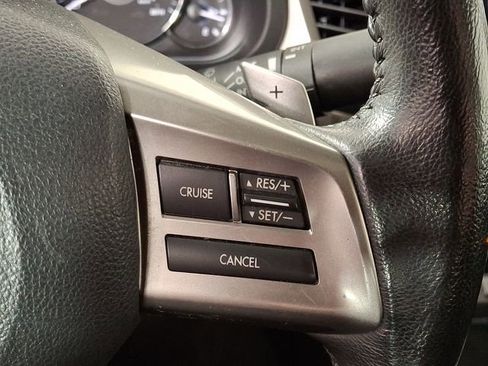 +
CRUISE
▲ RES/+
▼ SET/−
CANCEL